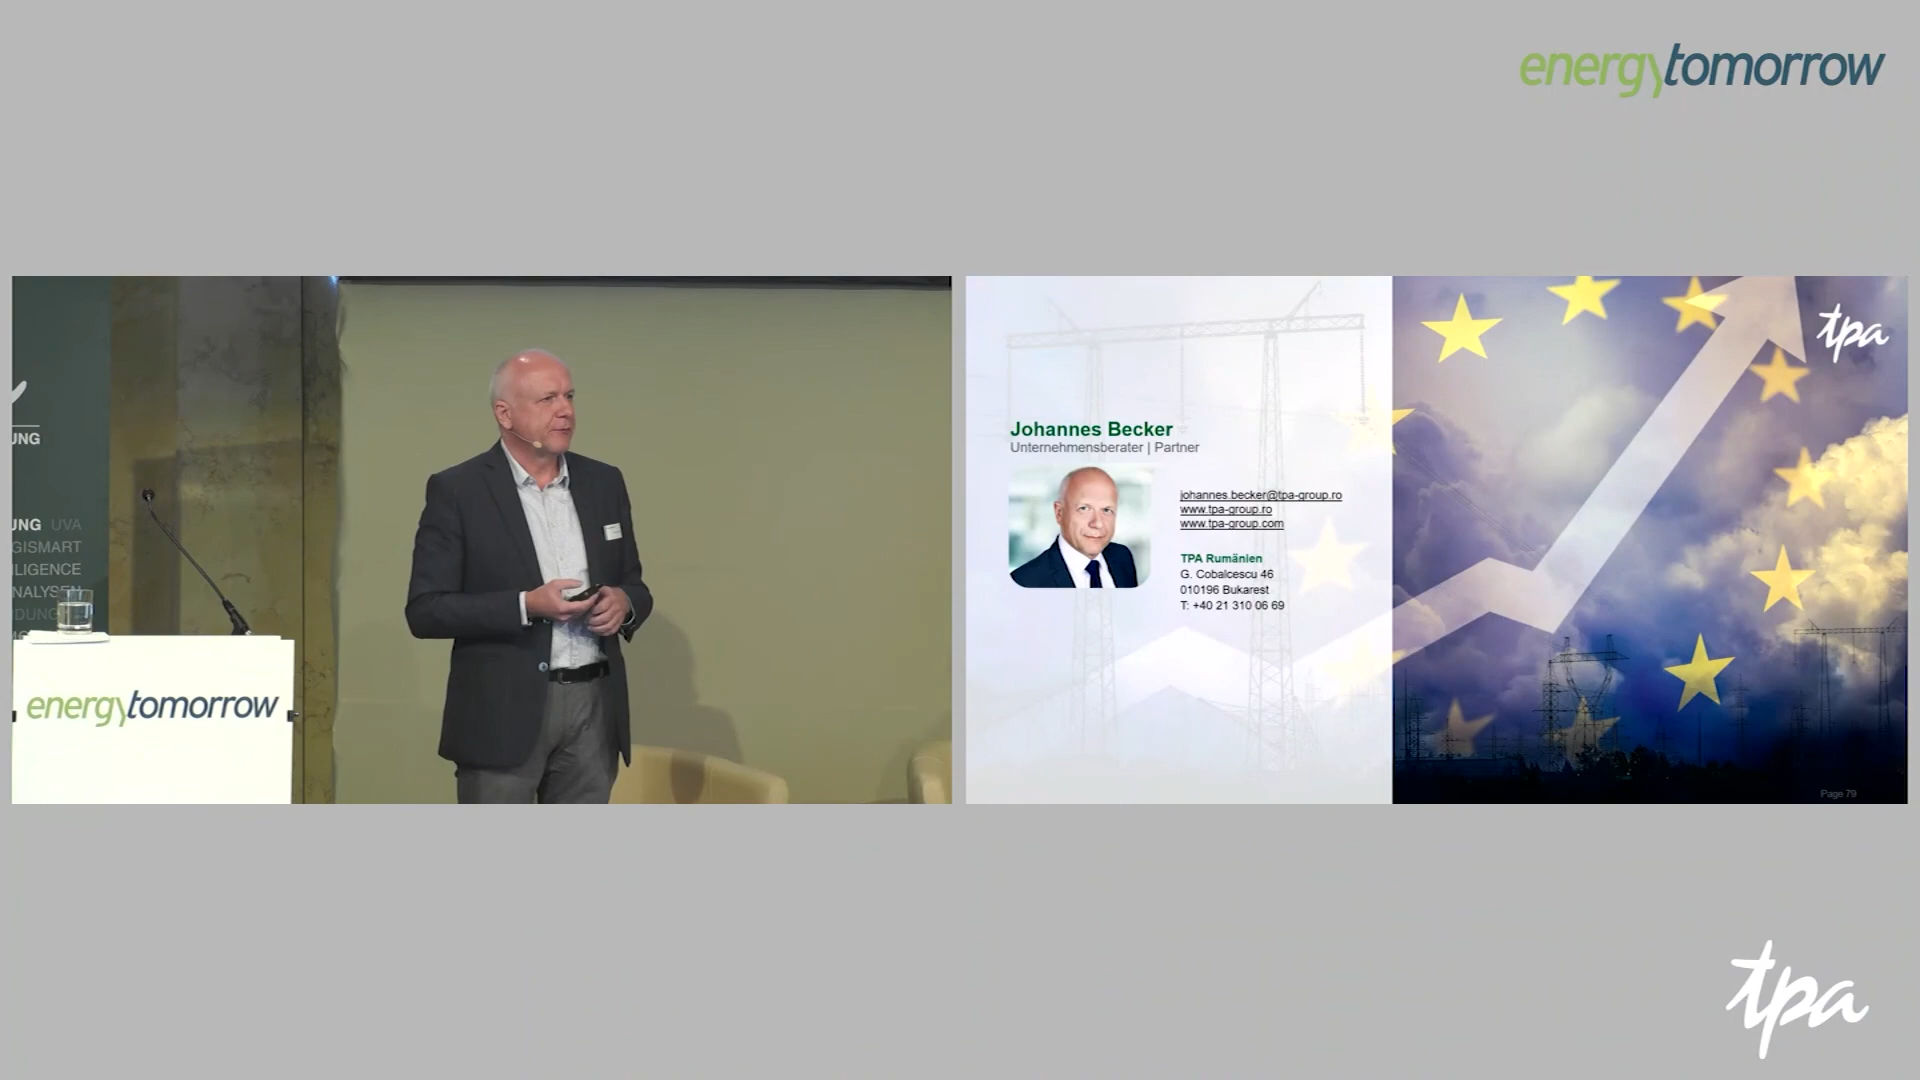 energytomorrow
UNG
UNG UVA
GISMART
LIGENCE
NALYSEN
DUNG
energytomorrow
tpa
Johannes Becker
Unternehmensberater | Partner
johannes.becker@tpa-group.ro
www.tpa-group.ro
www.tpa-group.com
TPA Rumänien
G. Cobalcescu 46
010196 Bukarest
T: +40 21 310 06 69
Page 79
tpa